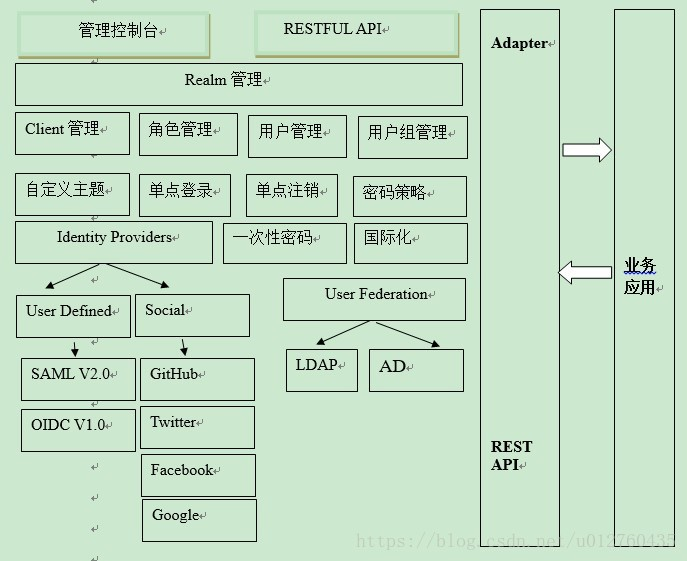 管理控制台
RESTFUL API
Realm 管理
Client 管理
角色管理
用户管理
用户组管理
自定义主题
单点登录
单点注销
密码策略
Identity Providers
一次性密码
国际化
User Defined
Social
User Federation
SAML V2.0
GitHub
LDAP
AD
OIDC V1.0
Twitter
Facebook
Google
Adapter
REST
API
业务
应用
https://blog.csdn.net/u012760435